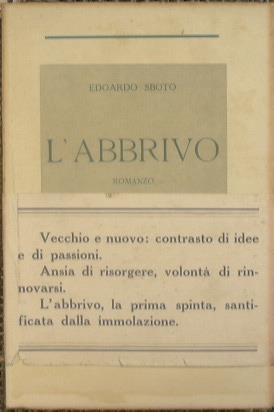 EDOARDO SBOTO
L'ABBRIVO
ROMANZO
Vecchio e nuovo: contrasto di idee
e di passioni.
Ansia di risorgere, volontà di rin-
novarsi.
L'abbrivo, la prima spinta, santi-
ficata dalla immolazione.